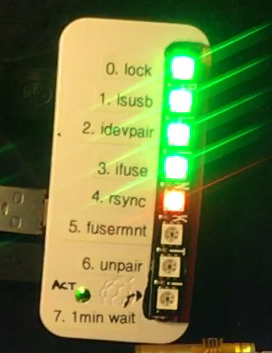 0. lock
1. lsusb
2. idevpair
3. ifuse
4. rsync
5. fusermnt
6. unpair
ACT
7. 1min wait